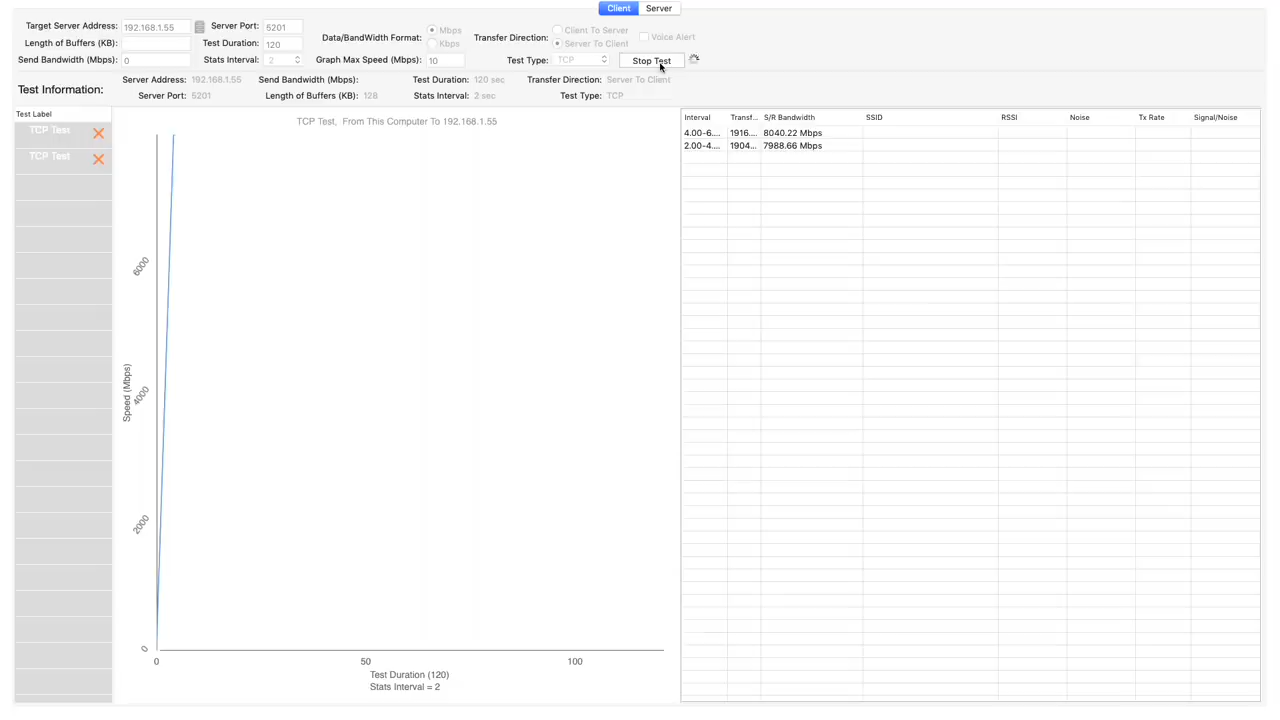 Client Server
Target Server Address: 192.168.1.55 Server Port: 5201
Length of Buffers (KB): Test Duration: 120
Send Bandwidth (Mbps): 0 Stats Interval: 2
Data/BandWidth Format: Mbps Kbps
Graph Max Speed (Mbps): 10
Transfer Direction: Client To Server Server To Client
Voice Alert
Test Type: TCP Stop Test
Test Information:
Server Address: 192.168.1.55 Send Bandwidth (Mbps): Test Duration: 120 sec Transfer Direction: Server To Client
Server Port: 5201 Length of Buffers (KB): 128 Stats Interval: 2 sec Test Type: TCP
Test Label
TCP Test
TCP Test
TCP Test, From This Computer To 192.168.1.55
Speed (Mbps)
6000
4000
2000
0
0 50 100
Test Duration (120)
Stats Interval = 2
Interval Transf... S/R Bandwidth SSID RSSI Noise Tx Rate Signal/Noise
4.00-6.... 1916... 8040.22 Mbps
2.00-4.... 1904... 7988.66 Mbps